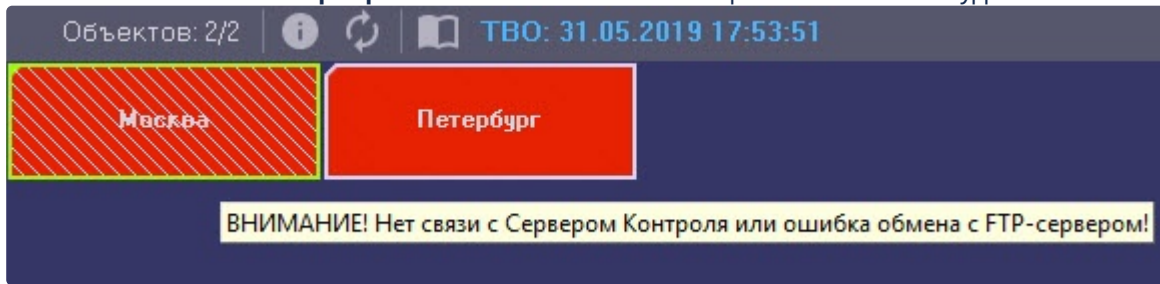 Объектов: 2/2 ТВО: 31.05.2019 17:53:51
Москва Петербург
ВНИМАНИЕ! Нет связи с Сервером Контроля или ошибка обмена с FTP-сервером!